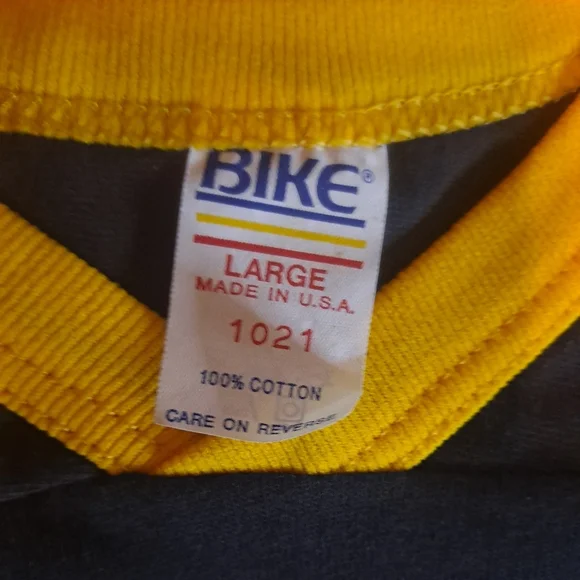 BIKE®
LARGE
MADE IN U.S.A.
1021
100% COTTON
CARE ON REVERSE